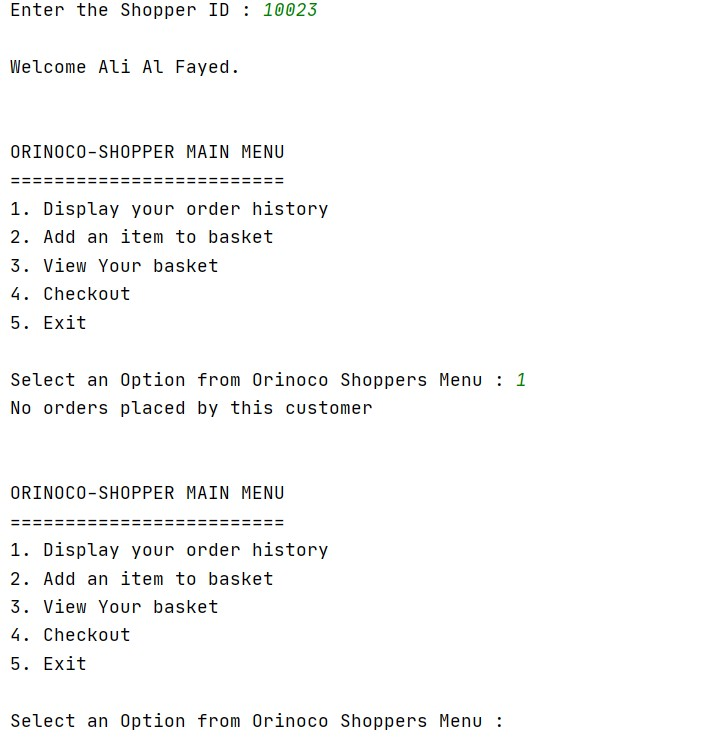 Enter the Shopper ID : 10023
Welcome Ali Al Fayed.
ORINOCO-SHOPPER MAIN MENU
=========================
1. Display your order history
2. Add an item to basket
3. View Your basket
4. Checkout
5. Exit
Select an Option from Orinoco Shoppers Menu : 1
No orders placed by this customer
ORINOCO-SHOPPER MAIN MENU
=========================
1. Display your order history
2. Add an item to basket
3. View Your basket
4. Checkout
5. Exit
Select an Option from Orinoco Shoppers Menu :